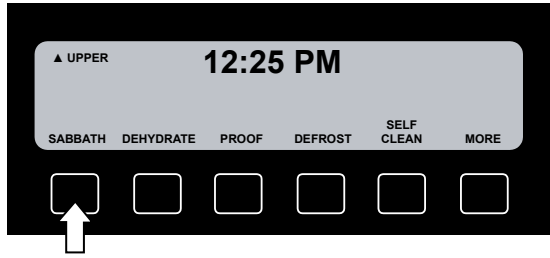 ▲ UPPER
12:25 PM
SABBATH DEHYDRATE PROOF DEFROST SELF CLEAN MORE